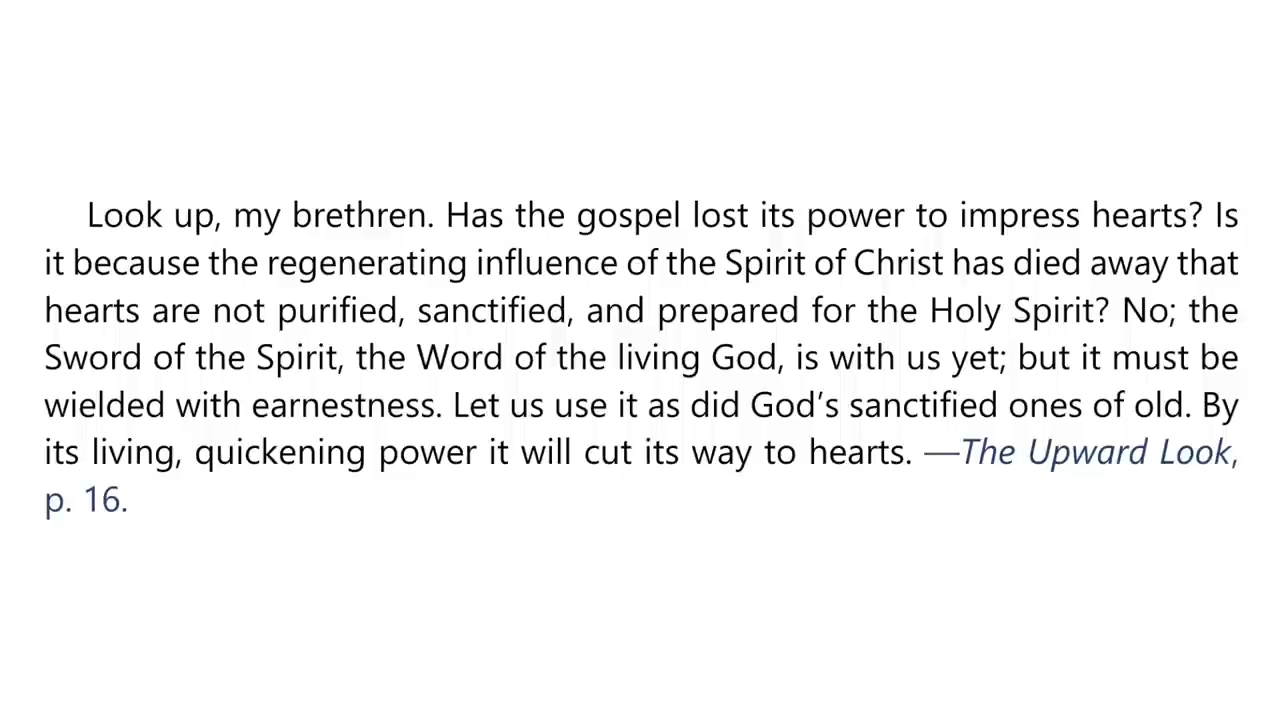 Look up, my brethren. Has the gospel lost its power to impress hearts? Is
it because the regenerating influence of the Spirit of Christ has died away that
hearts are not purified, sanctified, and prepared for the Holy Spirit? No; the
Sword of the Spirit, the Word of the living God, is with us yet; but it must be
wielded with earnestness. Let us use it as did God’s sanctified ones of old. By
its living, quickening power it will cut its way to hearts. —The Upward Look,
p. 16.